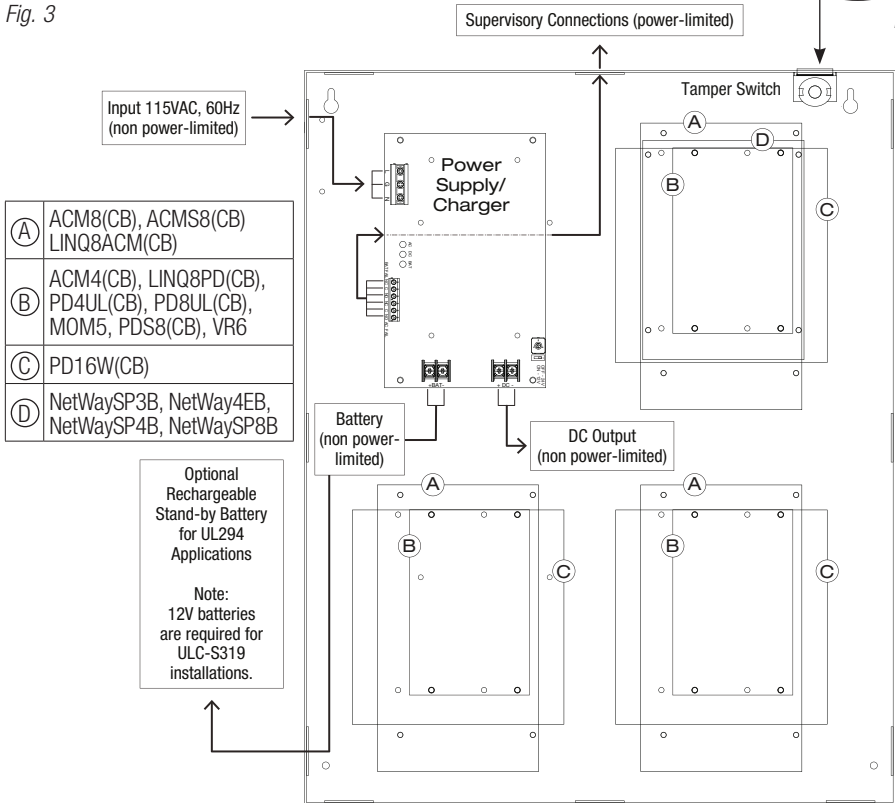 Fig. 3
Supervisory Connections (power-limited)
Tamper Switch
Input 115VAC, 60Hz
(non power-limited)
Power
Supply/
Charger
L
G
N
AC
DC
BAT
+BAT-
+ DC -
A
D
B
C
A ACM8(CB), ACMS8(CB)
LINQ8ACM(CB)
B ACM4(CB), LINQ8PD(CB),
PD4UL(CB), PD8UL(CB),
MOM5, PDS8(CB), VR6
C PD16W(CB)
D NetWaySP3B, NetWay4EB,
NetWaySP4B, NetWaySP8B
Battery
(non power-
limited)
DC Output
(non power-limited)
Optional
Rechargeable
Stand-by Battery
for UL294
Applications
Note:
12V batteries
are required for
ULC-S319
installations.
A
B
C
A
B
C